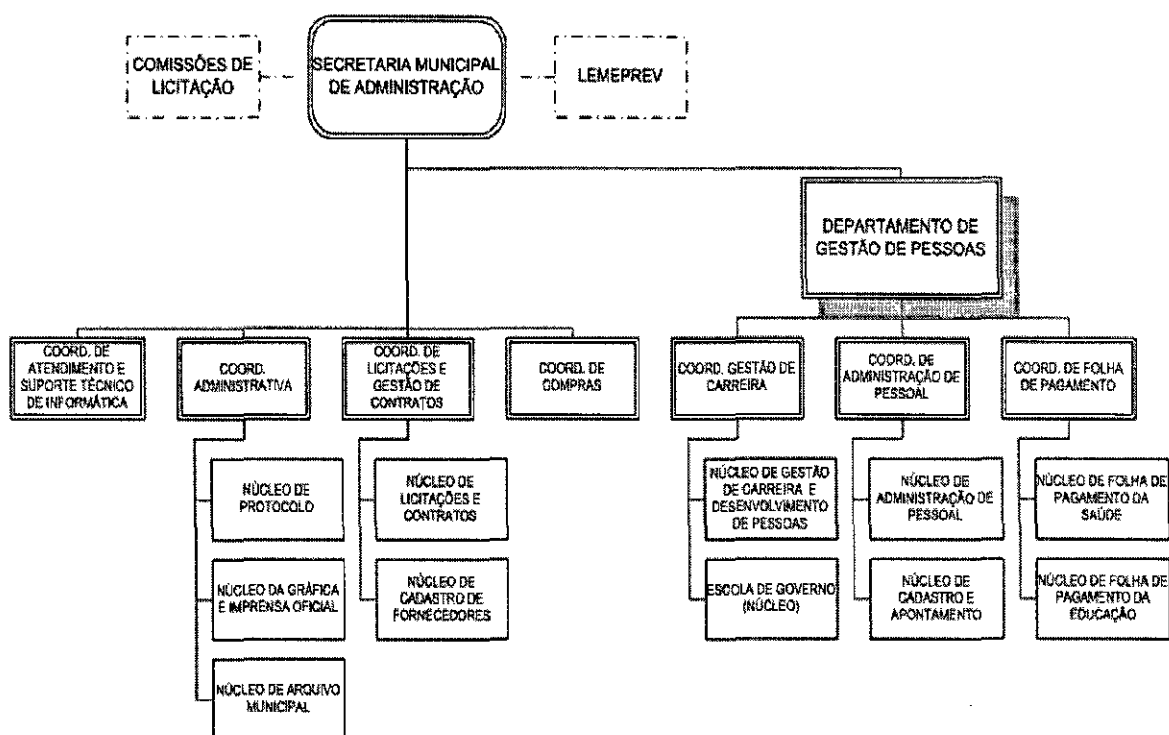 COMISSÕES DE
LICITAÇÃO
SECRETARIA MUNICIPAL
DE ADMINISTRAÇÃO
LEMEPREV
DEPARTAMENTO DE
GESTÃO DE PESSOAS
COORD. DE
ATENDIMENTO E
SUPORTE TÉCNICO
DE INFORMÁTICA
COORD.
ADMINISTRATIVA
COORD. DE
LICITAÇÕES E
GESTÃO DE
CONTRATOS
COORD. DE
COMPRAS
COORD. GESTÃO DE
CARREIRA
COORD. DE
ADMINISTRAÇÃO DE
PESSOAL
COORD. DE FOLHA
DE PAGAMENTO
NÚCLEO DE
PROTOCOLO
NÚCLEO DE
LICITAÇÕES E
CONTRATOS
NÚCLEO DE GESTÃO
DE CARREIRA E
DESENVOLVIMENTO
DE PESSOAS
NÚCLEO DE
ADMINISTRAÇÃO DE
PESSOAL
NÚCLEO DE FOLHA DE
PAGAMENTO DA
SAÚDE
NÚCLEO DA GRÁFICA
E IMPRENSA OFICIAL
NÚCLEO DE
CADASTRO DE
FORNECEDORES
ESCOLA DE GOVERNO
(NÚCLEO)
NÚCLEO DE
CADASTRO E
APONTAMENTO
NÚCLEO DE FOLHA DE
PAGAMENTO DA
EDUCAÇÃO
NÚCLEO DE ARQUIVO
MUNICIPAL